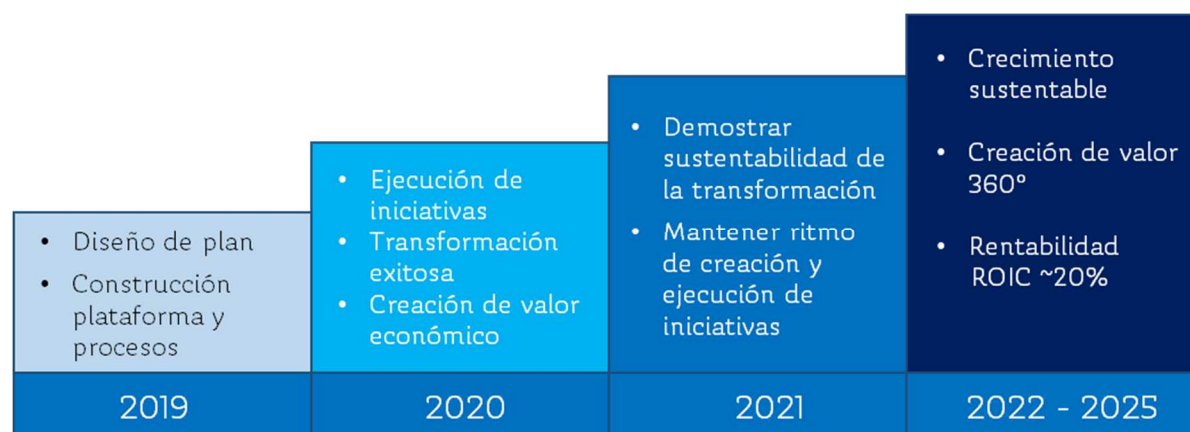 • Diseño de plan
• Construcción
plataforma y
procesos
2019
• Ejecución de
iniciativas
• Transformación
exitosa
• Creación de valor
económico
2020
• Demostrar
sustentabilidad de
la transformación
• Mantener ritmo
de creación y
ejecución de
iniciativas
2021
• Crecimiento
sustentable
• Creación de valor
360°
• Rentabilidad
ROIC ~20%
2022 - 2025